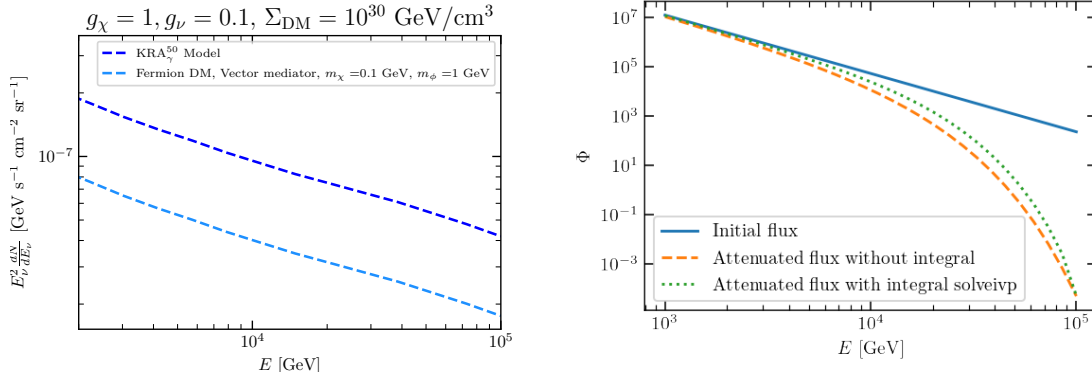 g_χ = 1, g_ν = 0.1, Σ_DM = 10^30 GeV/cm^3
KRA_γ^50 Model
Fermion DM, Vector mediator, m_χ =0.1 GeV, m_φ =1 GeV
10^-7
E_ν^2 dN/dE_ν [GeV s^-1 cm^-2 sr^-1]
10^4
10^5
E [GeV]
10^7
10^5
10^3
10^1
10^-1
10^-3
Φ
Initial flux
Attenuated flux without integral
Attenuated flux with integral solveivp
10^3
10^4
10^5
E [GeV]